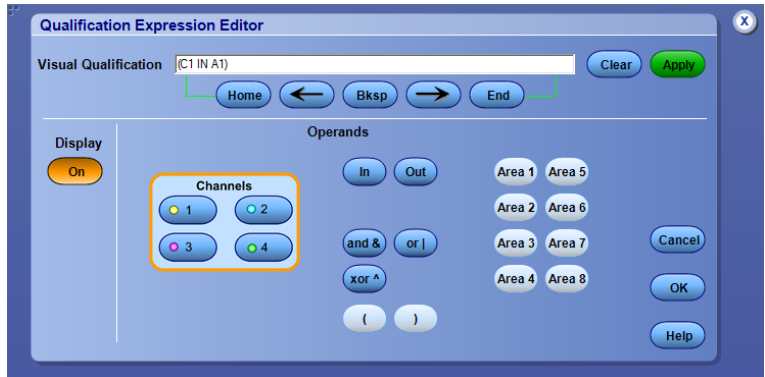 Qualification Expression Editor
X
Visual Qualification (C1 IN A1) Clear Apply
Home Bksp End
Operands
Display
On
Channels
1 2
3 4
In Out
and & or |
xor ^
( )
Area 1 Area 5
Area 2 Area 6
Area 3 Area 7
Area 4 Area 8
Cancel
OK
Help